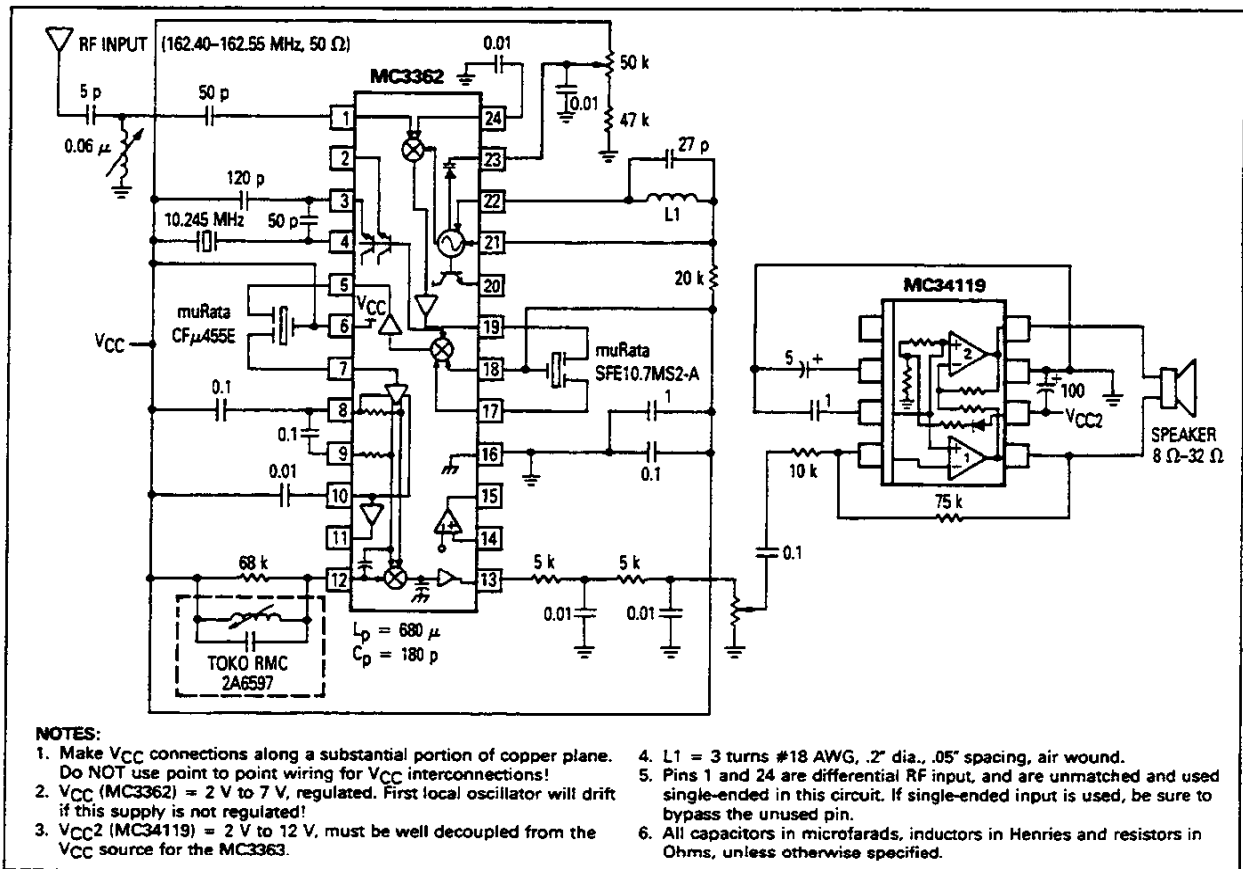 RF INPUT (162.40–162.55 MHz, 50 Ω)
0.01
50 k
MC3362
5 p
50 p
0.01
47 k
0.06 μ
1
24
27 p
2
23
120 p
3
22
L1
10.245 MHz
50 p
4
21
20 k
5
20
MC34119
muRata
CFμ455E
VCC
6
19
muRata
SFE10.7MS2-A
VCC
18
5
+
2
+
100
7
17
1
0.1
8
1
VCC2
SPEAKER
8 Ω–32 Ω
0.1
9
16
0.1
10 k
1
0.01
10
15
75 k
11
14
0.1
68 k
12
13
5 k
5 k
0.01
0.01
TOKO RMC
2A6597
Lp = 680 μ
Cp = 180 p
NOTES:
1. Make VCC connections along a substantial portion of copper plane.
Do NOT use point to point wiring for VCC interconnections!
2. VCC (MC3362) = 2 V to 7 V, regulated. First local oscillator will drift
if this supply is not regulated!
3. VCC2 (MC34119) = 2 V to 12 V, must be well decoupled from the
VCC source for the MC3363.
4. L1 = 3 turns #18 AWG, .2" dia., .05" spacing, air wound.
5. Pins 1 and 24 are differential RF input, and are unmatched and used
single-ended in this circuit. If single-ended input is used, be sure to
bypass the unused pin.
6. All capacitors in microfarads, inductors in Henries and resistors in
Ohms, unless otherwise specified.